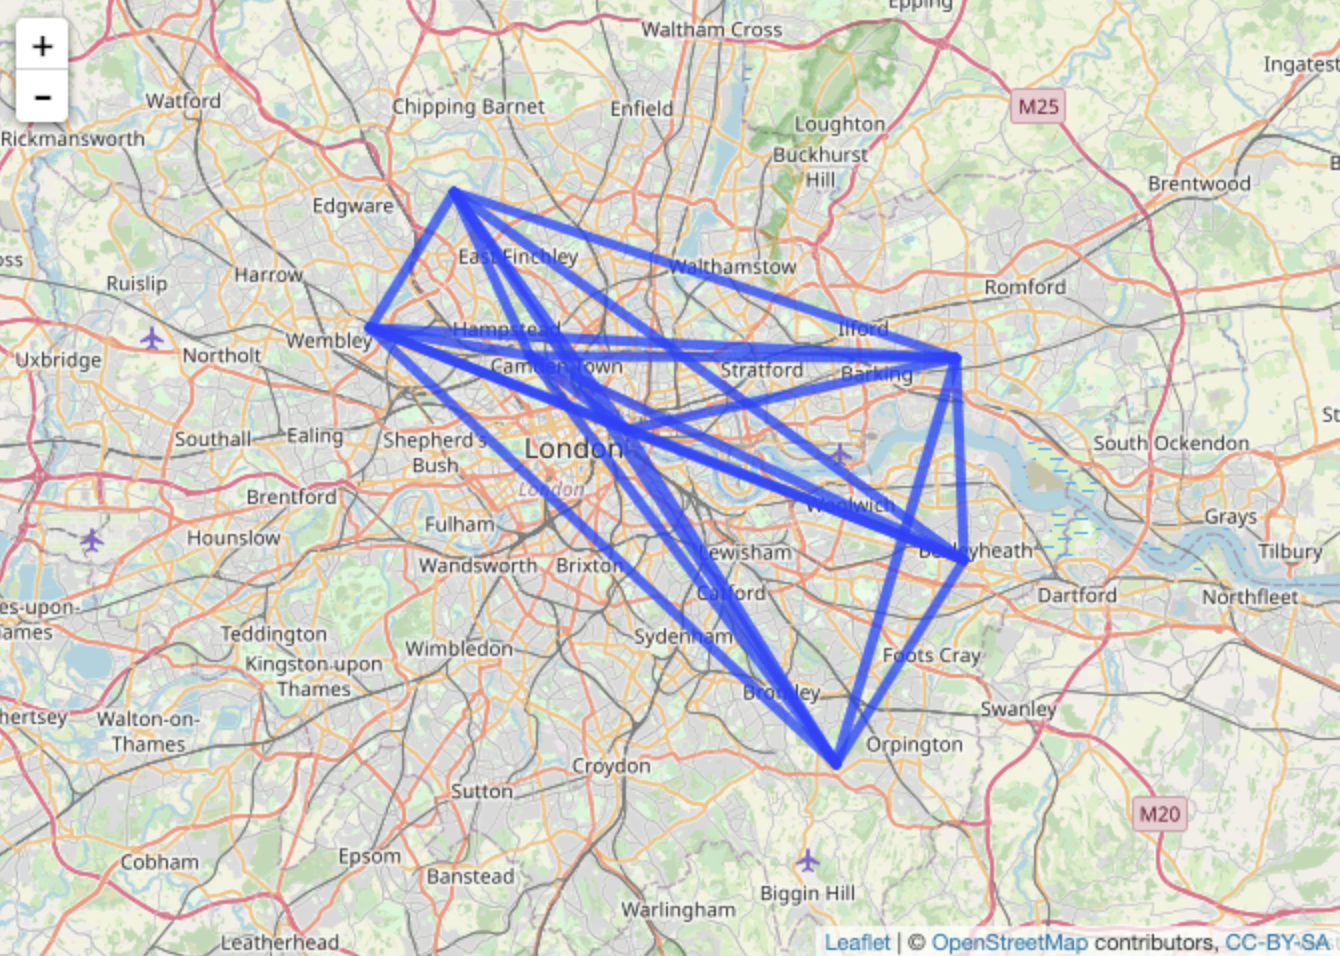 Epping
Waltham Cross
+
Ingatest
−
Watford
Chipping Barnet
Enfield
M25
Loughton
Rickmansworth
Buckhurst
Hill
Brentwood
Edgware
East Finchley
Walthamstow
Harrow
Ruislip
Romford
Hampstead
Ilford
Wembley
Northolt
Uxbridge
Camden Town
Stratford
Barking
Southall
Ealing
Shepherd's
Bush
London
South Ockendon
London
Brentford
Woolwich
Grays
Fulham
Hounslow
Lewisham
Bexleyheath
Tilbury
Wandsworth
Brixton
Catford
Dartford
Northfleet
es-upon-
ames
Teddington
Sydenham
Wimbledon
Foots Cray
Kingston upon
Thames
Bromley
Swanley
hertsey
Walton-on-
Thames
Orpington
Croydon
Sutton
M20
Cobham
Epsom
Banstead
Biggin Hill
Warlingham
Leatherhead
Leaflet | © OpenStreetMap contributors, CC-BY-SA